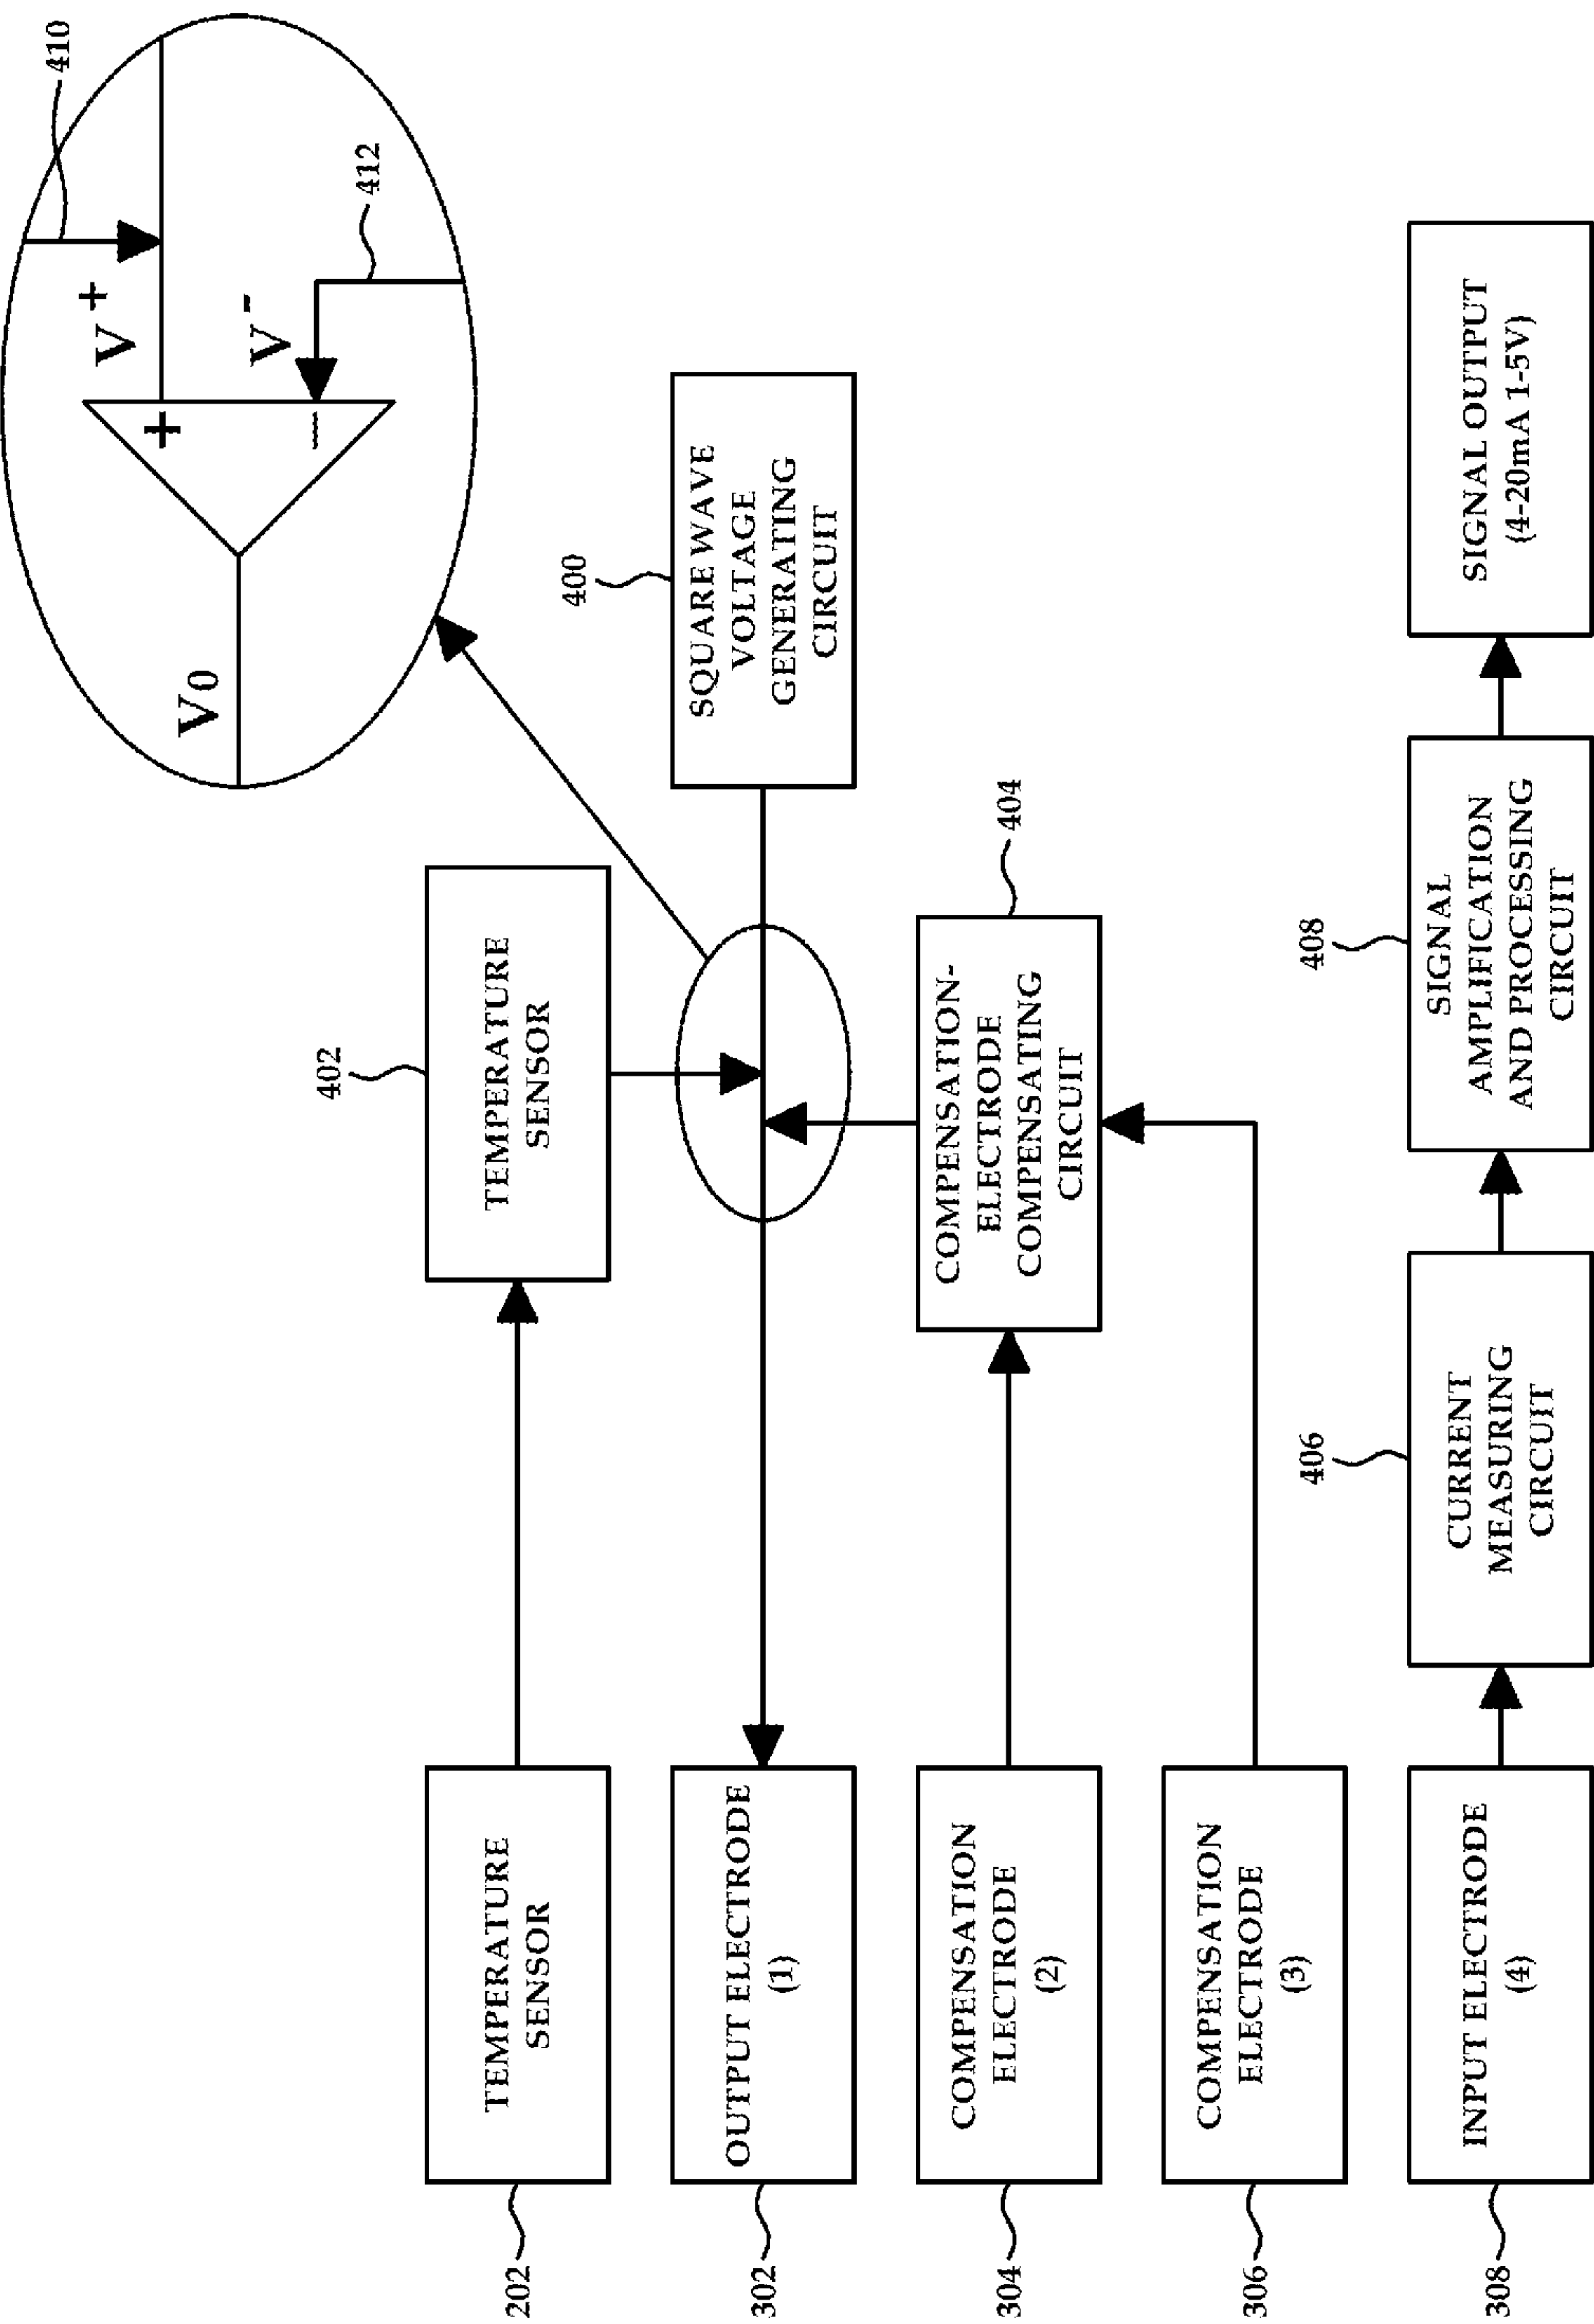 410
V+
412
V-
+
−
V0
400
SQUARE WAVE
VOLTAGE
GENERATING
CIRCUIT
402
TEMPERATURE
SENSOR
404
COMPENSATION-
ELECTRODE
COMPENSATING
CIRCUIT
202
TEMPERATURE
SENSOR
302
OUTPUT ELECTRODE
(1)
304
COMPENSATION
ELECTRODE
(2)
306
COMPENSATION
ELECTRODE
(3)
308
INPUT ELECTRODE
(4)
406
CURRENT
MEASURING
CIRCUIT
408
SIGNAL
AMPLIFICATION
AND PROCESSING
CIRCUIT
SIGNAL OUTPUT
(4-20mA 1-5V)